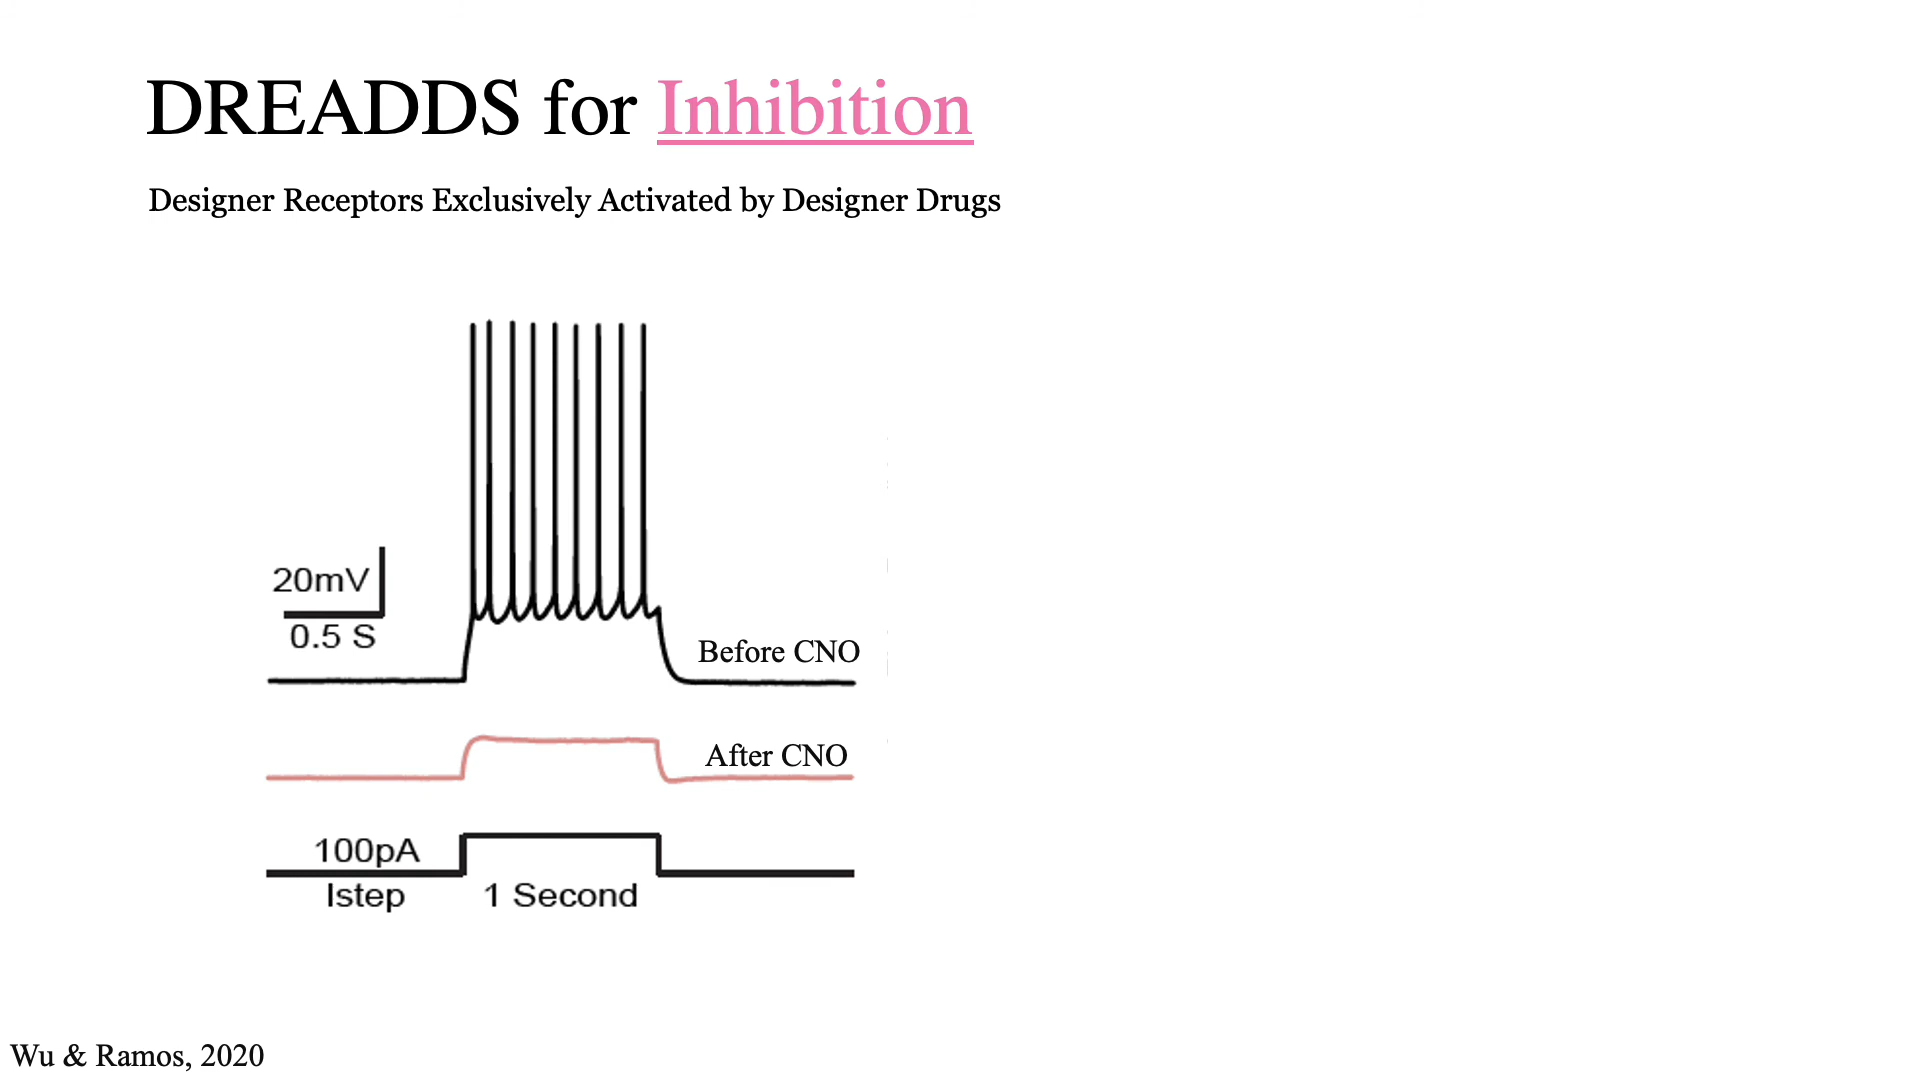 DREADDS for Inhibition
Designer Receptors Exclusively Activated by Designer Drugs
20mV
0.5 S
Before CNO
After CNO
100pA
Istep
1 Second
Wu & Ramos, 2020